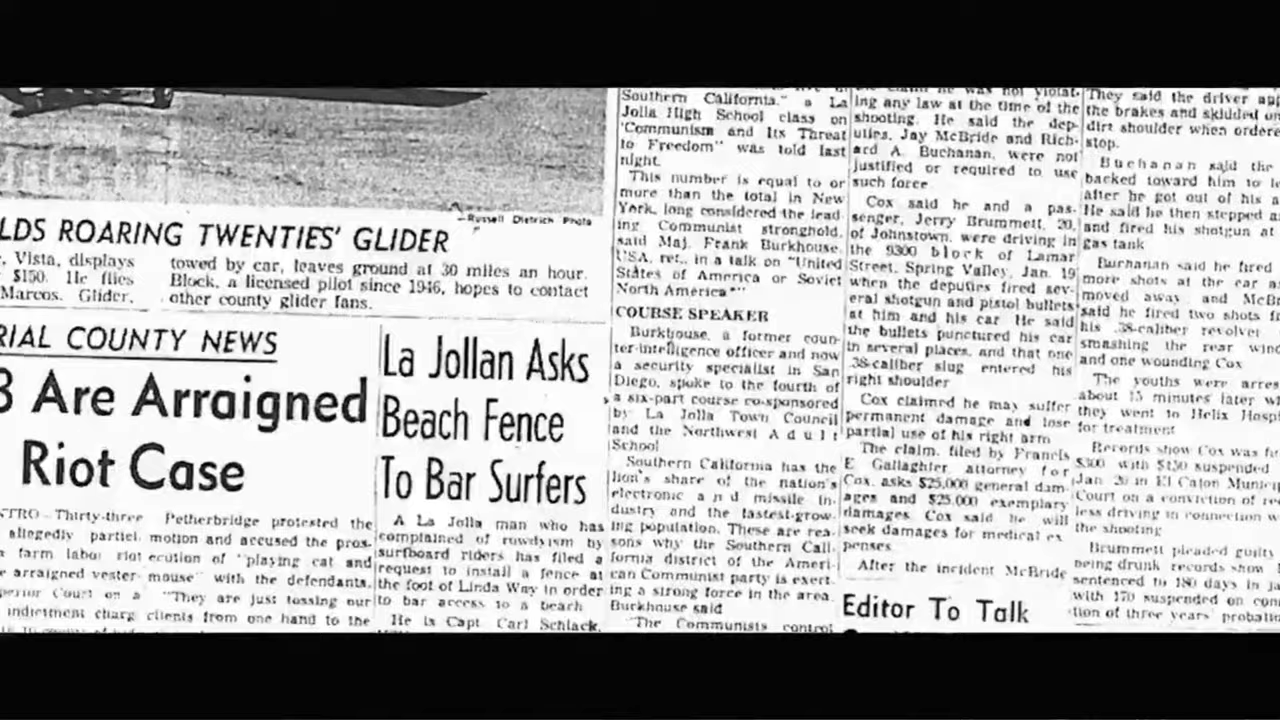 —Russell Dietrich Photo
LDS ROARING TWENTIES' GLIDER
, Vista, displays
$150. He flies
Marcos. Glider,
towed by car, leaves ground at 30 miles an hour.
Block, a licensed pilot since 1946, hopes to contact
other county glider fans.
RIAL COUNTY NEWS
3 Are Arraigned
Riot Case
TRO—Thirty-three
allegedly
farm labor riot
arraigned
Superior Court on a
indictment
Petherbridge protested the
motion and accused the pros-
ecution of "playing cat and
mouse" with the defendants.
"They are just tossing our
clients from one hand to the
La Jollan Asks
Beach Fence
To Bar Surfers
A La Jolla man who has
complained of rowdyism by
surfboard riders has filed a
request to install a fence at
the foot of Linda Way in order
to bar access to a beach
He is Capt. Carl Schlack,
Southern California," a La
Jolla High School class on
"Communism and Its Threat
to Freedom" was told last
night.
This number is equal to or
more than the total in New
York, long considered the lead-
ing Communist stronghold,
said Maj. Frank Burkhouse,
USA, ret., in a talk on "United
States of America or Soviet
North America"
COURSE SPEAKER
Burkhouse, a former coun-
ter-intelligence officer and now
a security specialist in San
Diego, spoke to the fourth of
a six-part course co-sponsored
by La Jolla Town Council
and the Northwest Adult
School
Southern California has the
lion's share of the nation's
electronic and missile in-
dustry and the fastest-grow-
ing population. These are rea-
sons why the Southern Cali-
fornia district of the Ameri-
can Communist party is exert-
ing a strong force in the area,
Burkhouse said
"The Communists control
the claim he was not violat-
ing any law at the time of the
shooting. He said the dep-
uties, Jay McBride and Rich-
ard A. Buchanan, were not
justified or required to use
such force
Cox said he and a pas-
senger, Jerry Brummett, 20,
of Johnstown, were driving in
the 9300 block of Lamar
Street, Spring Valley, Jan. 19
when the deputies fired sev-
eral shotgun and pistol bullets
at him and his car He said
the bullets punctured his car
in several places, and that one
.38-caliber slug entered his
right shoulder
Cox claimed he may suffer
permanent damage and lose
partial use of his right arm
The claim, filed by Francis
E Gallagher, attorney for
Cox, asks $25,000 general dam-
ages and $25,000 exemplary
damages. Cox said he will
seek damages for medical ex
penses.
After the incident McBride
Editor To Talk
They said the driver
the brakes and skidded
dirt shoulder when ordered
stop.
Buchanan said the
backed toward him
after he got out of his
He said he then stepped
and fired his shotgun at
gas tank
Buchanan said he fired
more shots at the car
moved away and
said he fired two shots
his .38-caliber revolver
smashing the rear
and one wounding Cox
The youths were
about 15 minutes later
they went to Helix
for treatment
Records show Cox was
$300 with $150 suspended
Jan 20 in El Cajon
Court on a conviction of
less driving in connection
the shooting
Brummett pleaded guilty
being drunk records show
sentenced to 180 days in
with 170 suspended on
tion of three years'